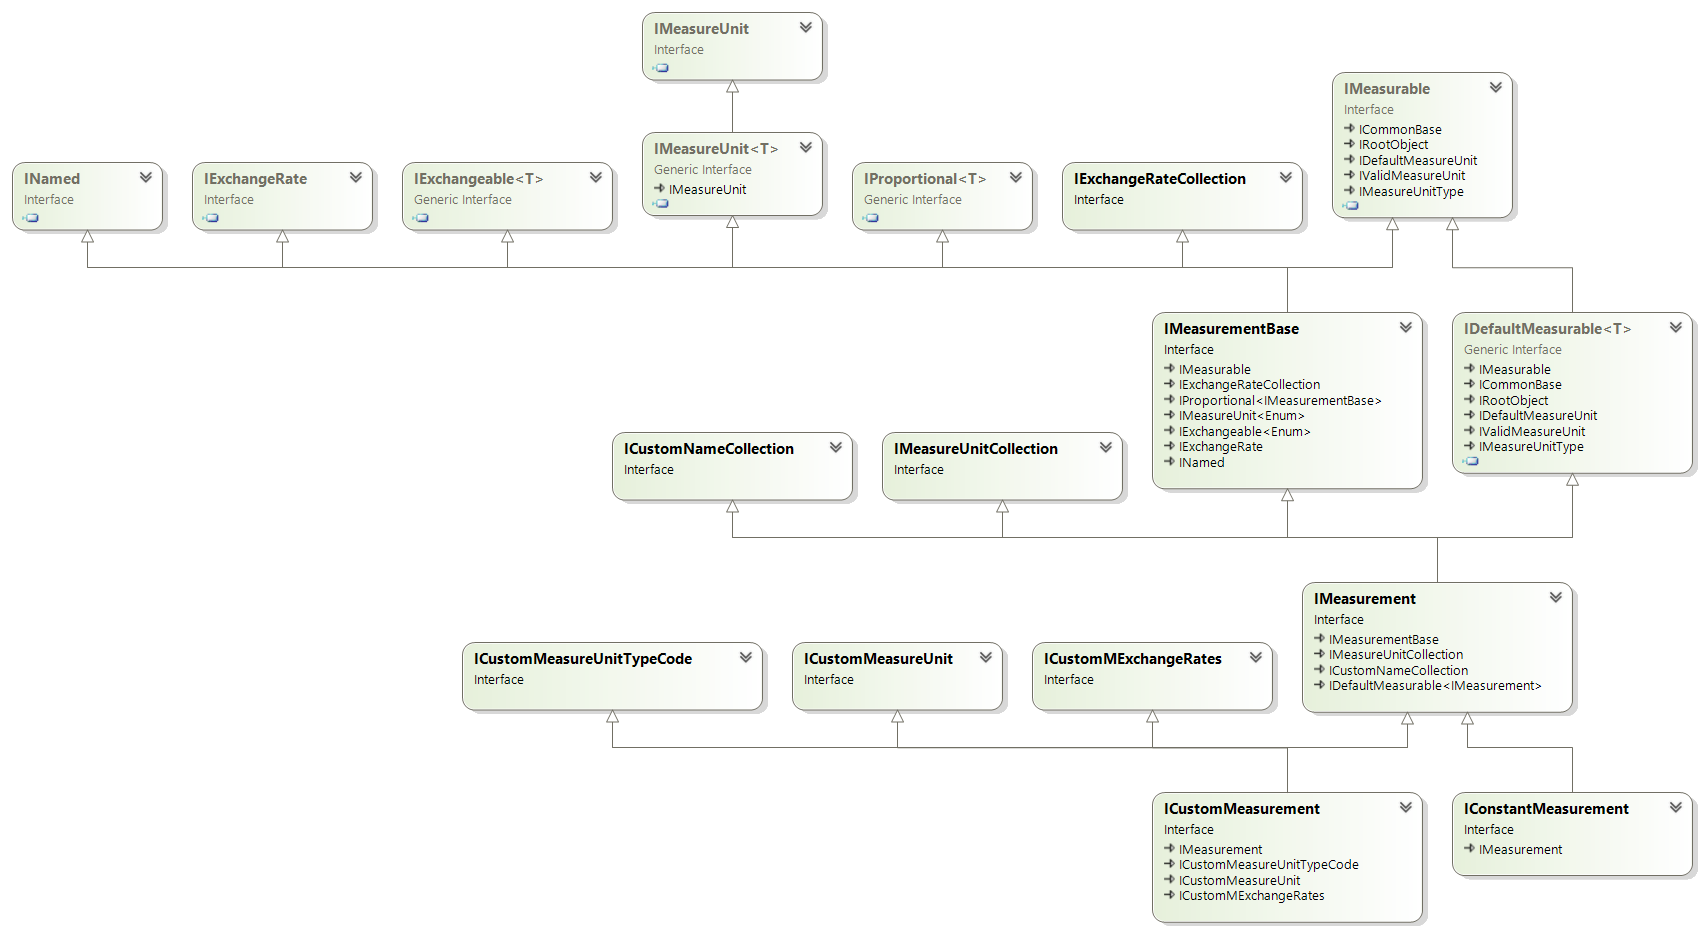 IMeasureUnit
Interface
IMeasurable
Interface
ICommonBase
IRootObject
IDefaultMeasureUnit
IValidMeasureUnit
IMeasureUnitType
IMeasureUnit<T>
Generic Interface
IMeasureUnit
INamed
Interface
IExchangeRate
Interface
IExchangeable<T>
Generic Interface
IProportional<T>
Generic Interface
IExchangeRateCollection
Interface
IMeasurementBase
Interface
IMeasurable
IExchangeRateCollection
IProportional<IMeasurementBase>
IMeasureUnit<Enum>
IExchangeable<Enum>
IExchangeRate
INamed
IDefaultMeasurable<T>
Generic Interface
IMeasurable
ICommonBase
IRootObject
IDefaultMeasureUnit
IValidMeasureUnit
IMeasureUnitType
ICustomNameCollection
Interface
IMeasureUnitCollection
Interface
IMeasurement
Interface
IMeasurementBase
IMeasureUnitCollection
ICustomNameCollection
IDefaultMeasurable<IMeasurement>
ICustomMeasureUnitTypeCode
Interface
ICustomMeasureUnit
Interface
ICustomMExchangeRates
Interface
ICustomMeasurement
Interface
IMeasurement
ICustomMeasureUnitTypeCode
ICustomMeasureUnit
ICustomMExchangeRates
IConstantMeasurement
Interface
IMeasurement